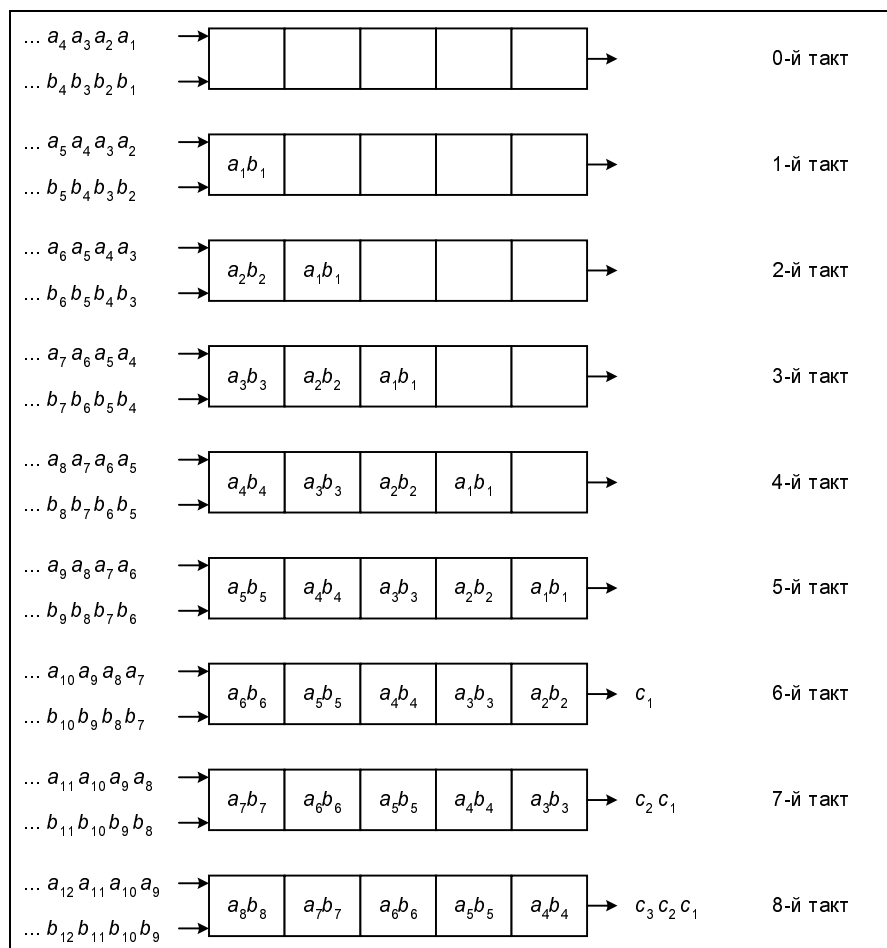 ... a₄ a₃ a₂ a₁
0-й такт
... b₄ b₃ b₂ b₁
... a₅ a₄ a₃ a₂
a₁b₁
1-й такт
... b₅ b₄ b₃ b₂
... a₆ a₅ a₄ a₃
a₂b₂ a₁b₁
2-й такт
... b₆ b₅ b₄ b₃
... a₇ a₆ a₅ a₄
a₃b₃ a₂b₂ a₁b₁
3-й такт
... b₇ b₆ b₅ b₄
... a₈ a₇ a₆ a₅
a₄b₄ a₃b₃ a₂b₂ a₁b₁
4-й такт
... b₈ b₇ b₆ b₅
... a₉ a₈ a₇ a₆
a₅b₅ a₄b₄ a₃b₃ a₂b₂ a₁b₁
5-й такт
... b₉ b₈ b₇ b₆
... a₁₀ a₉ a₈ a₇
a₆b₆ a₅b₅ a₄b₄ a₃b₃ a₂b₂
c₁
6-й такт
... b₁₀ b₉ b₈ b₇
... a₁₁ a₁₀ a₉ a₈
a₇b₇ a₆b₆ a₅b₅ a₄b₄ a₃b₃
c₂ c₁
7-й такт
... b₁₁ b₁₀ b₉ b₈
... a₁₂ a₁₁ a₁₀ a₉
a₈b₈ a₇b₇ a₆b₆ a₅b₅ a₄b₄
c₃ c₂ c₁
8-й такт
... b₁₂ b₁₁ b₁₀ b₉